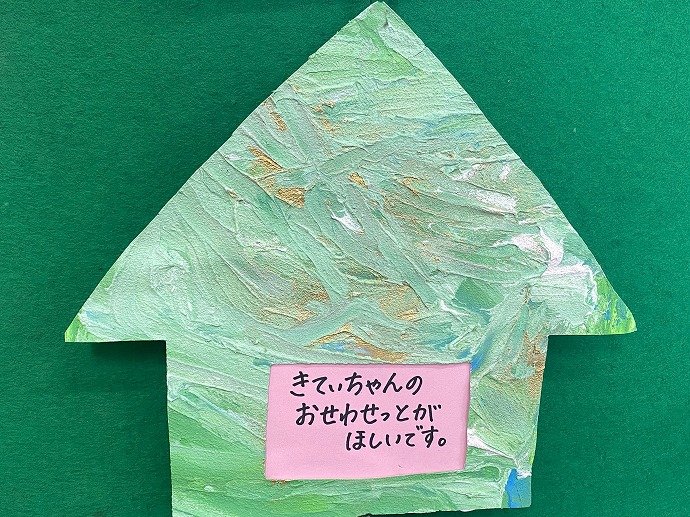 きてぃちゃんの
おせわせっとが
ほしいです。